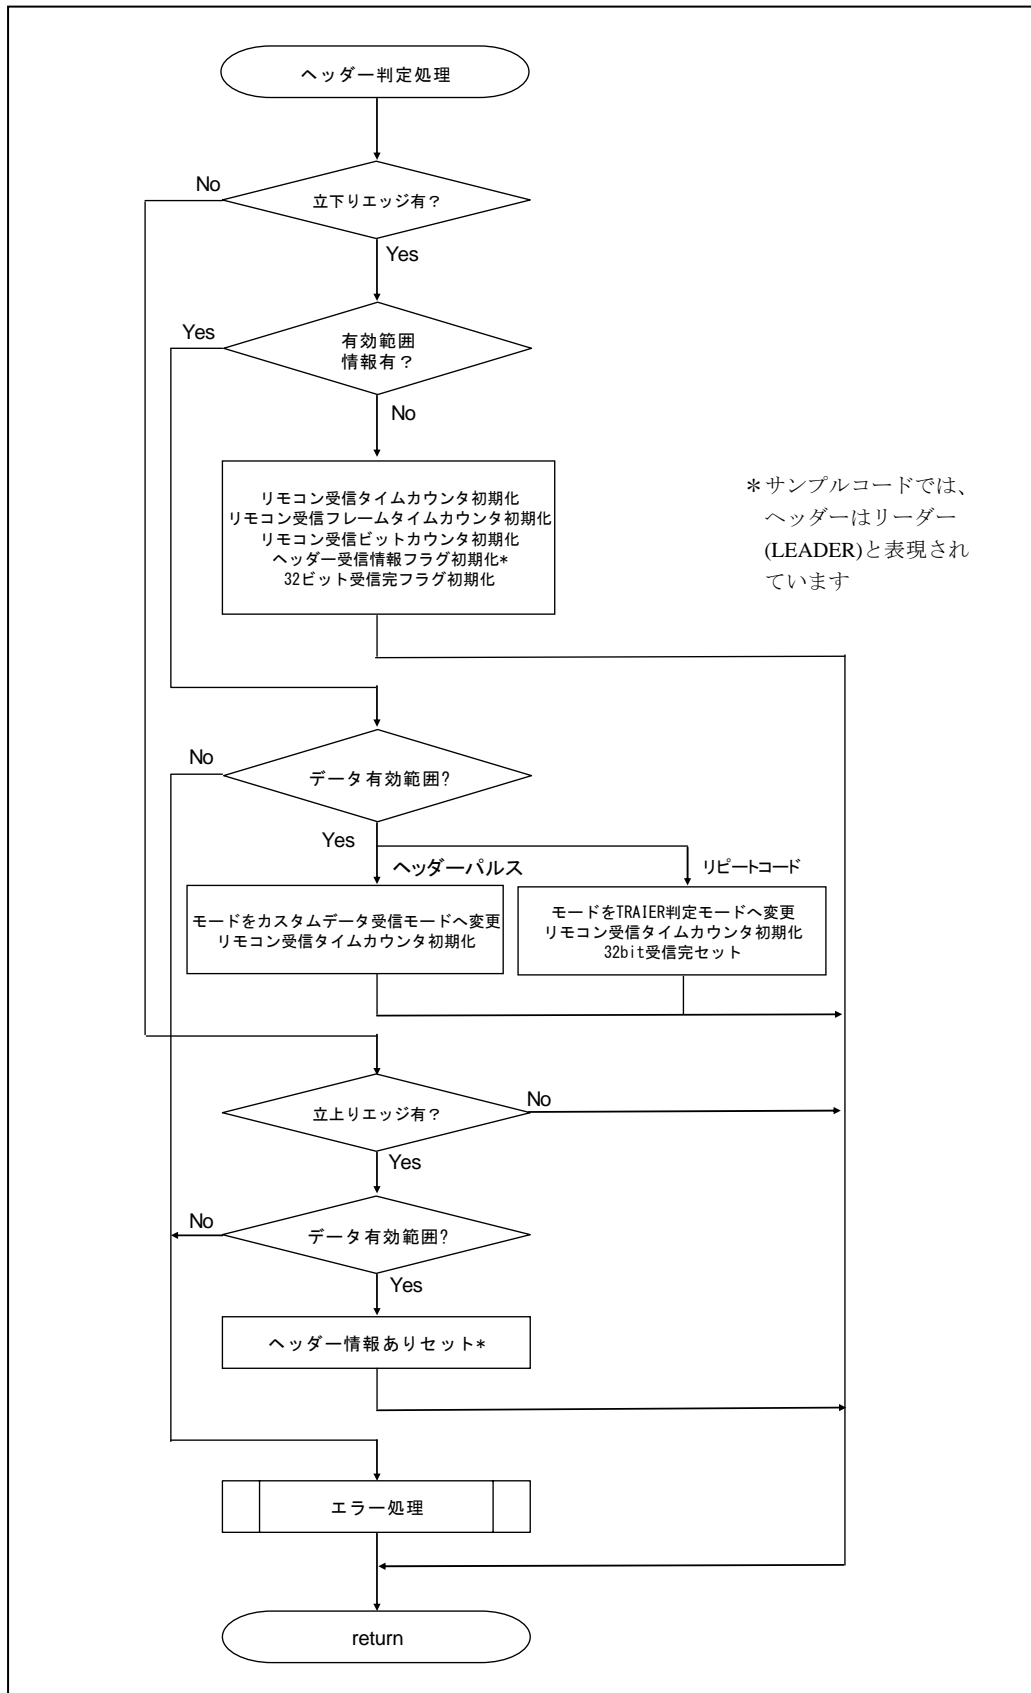 ヘッダー判定処理
No
立下りエッジ有？
Yes
Yes
有効範囲
情報有？
No
リモコン受信タイムカウンタ初期化
リモコン受信フレームタイムカウンタ初期化
リモコン受信ビットカウンタ初期化
ヘッダー受信情報フラグ初期化*
32ビット受信完フラグ初期化
＊サンプルコードでは、
ヘッダーはリーダー
(LEADER)と表現され
ています
No
データ有効範囲?
Yes
ヘッダーパルス
リピートコード
モードをカスタムデータ受信モードへ変更
リモコン受信タイムカウンタ初期化
モードをTRAIER判定モードへ変更
リモコン受信タイムカウンタ初期化
32bit受信完セット
立上りエッジ有？
No
Yes
No
データ有効範囲?
Yes
ヘッダー情報ありセット*
エラー処理
return